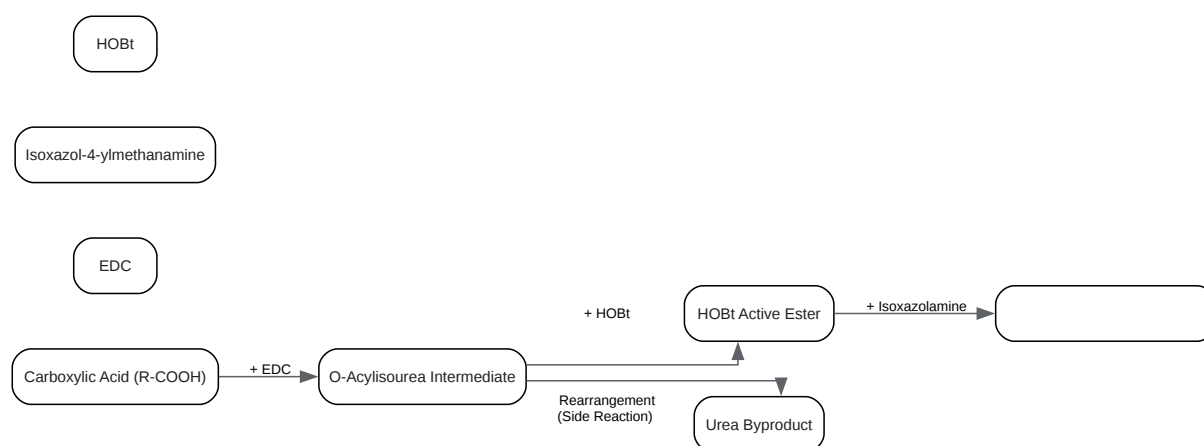 HOBt
Isoxazol-4-ylmethanamine
EDC
+ HOBt
HOBt Active Ester
+ Isoxazolamine
Carboxylic Acid (R-COOH)
+ EDC
O-Acylisourea Intermediate
Rearrangement
(Side Reaction)
Urea Byproduct